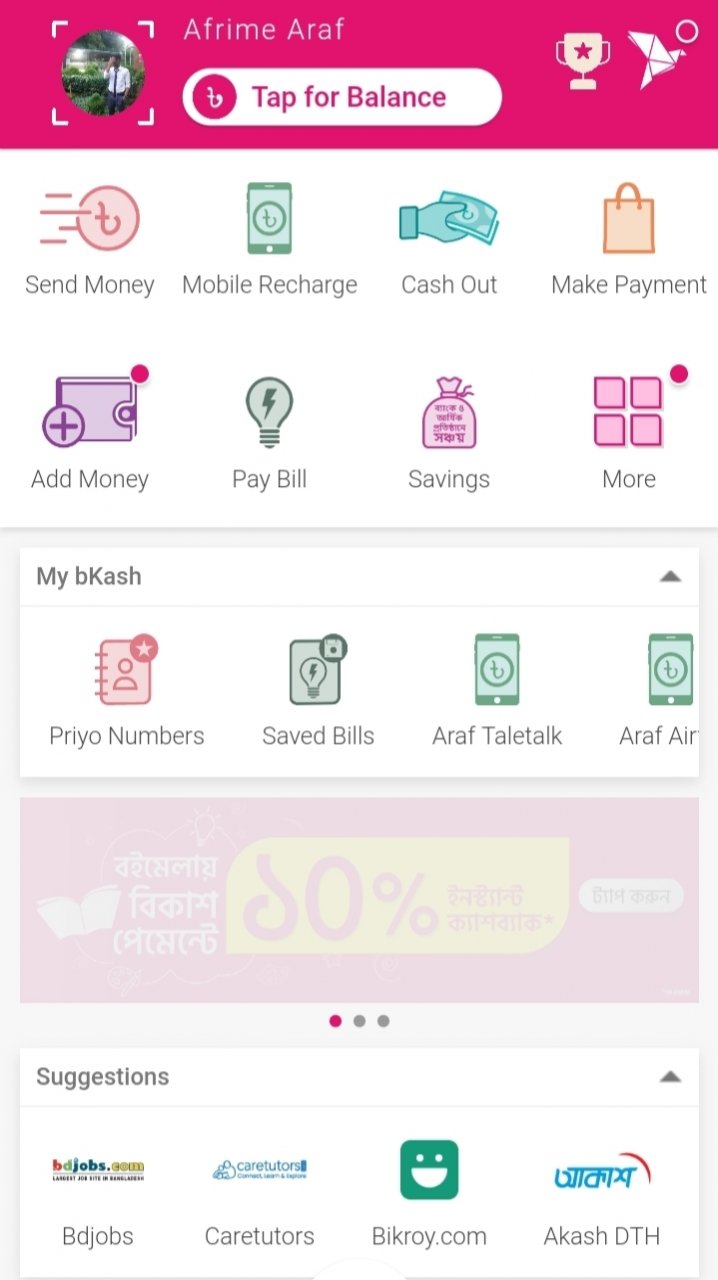 Afrime Araf
Tap for Balance
Send Money
Mobile Recharge
Cash Out
Make Payment
ব্যাংক ও
আর্থিক
প্রতিষ্ঠানে
সঞ্চয়
Add Money
Pay Bill
Savings
More
My bKash
Priyo Numbers
Saved Bills
Araf Taletalk
Araf Air
বইমেলায়
বিকাশ
পেমেন্টে
১০%
ইনস্ট্যান্ট
ক্যাশব্যাক*
ট্যাপ করুন
Suggestions
bdjobs.com
LARGEST JOB SITE IN BANGLADESH
caretutors
Connect, Learn & Explore
আকাশ
Bdjobs
Caretutors
Bikroy.com
Akash DTH